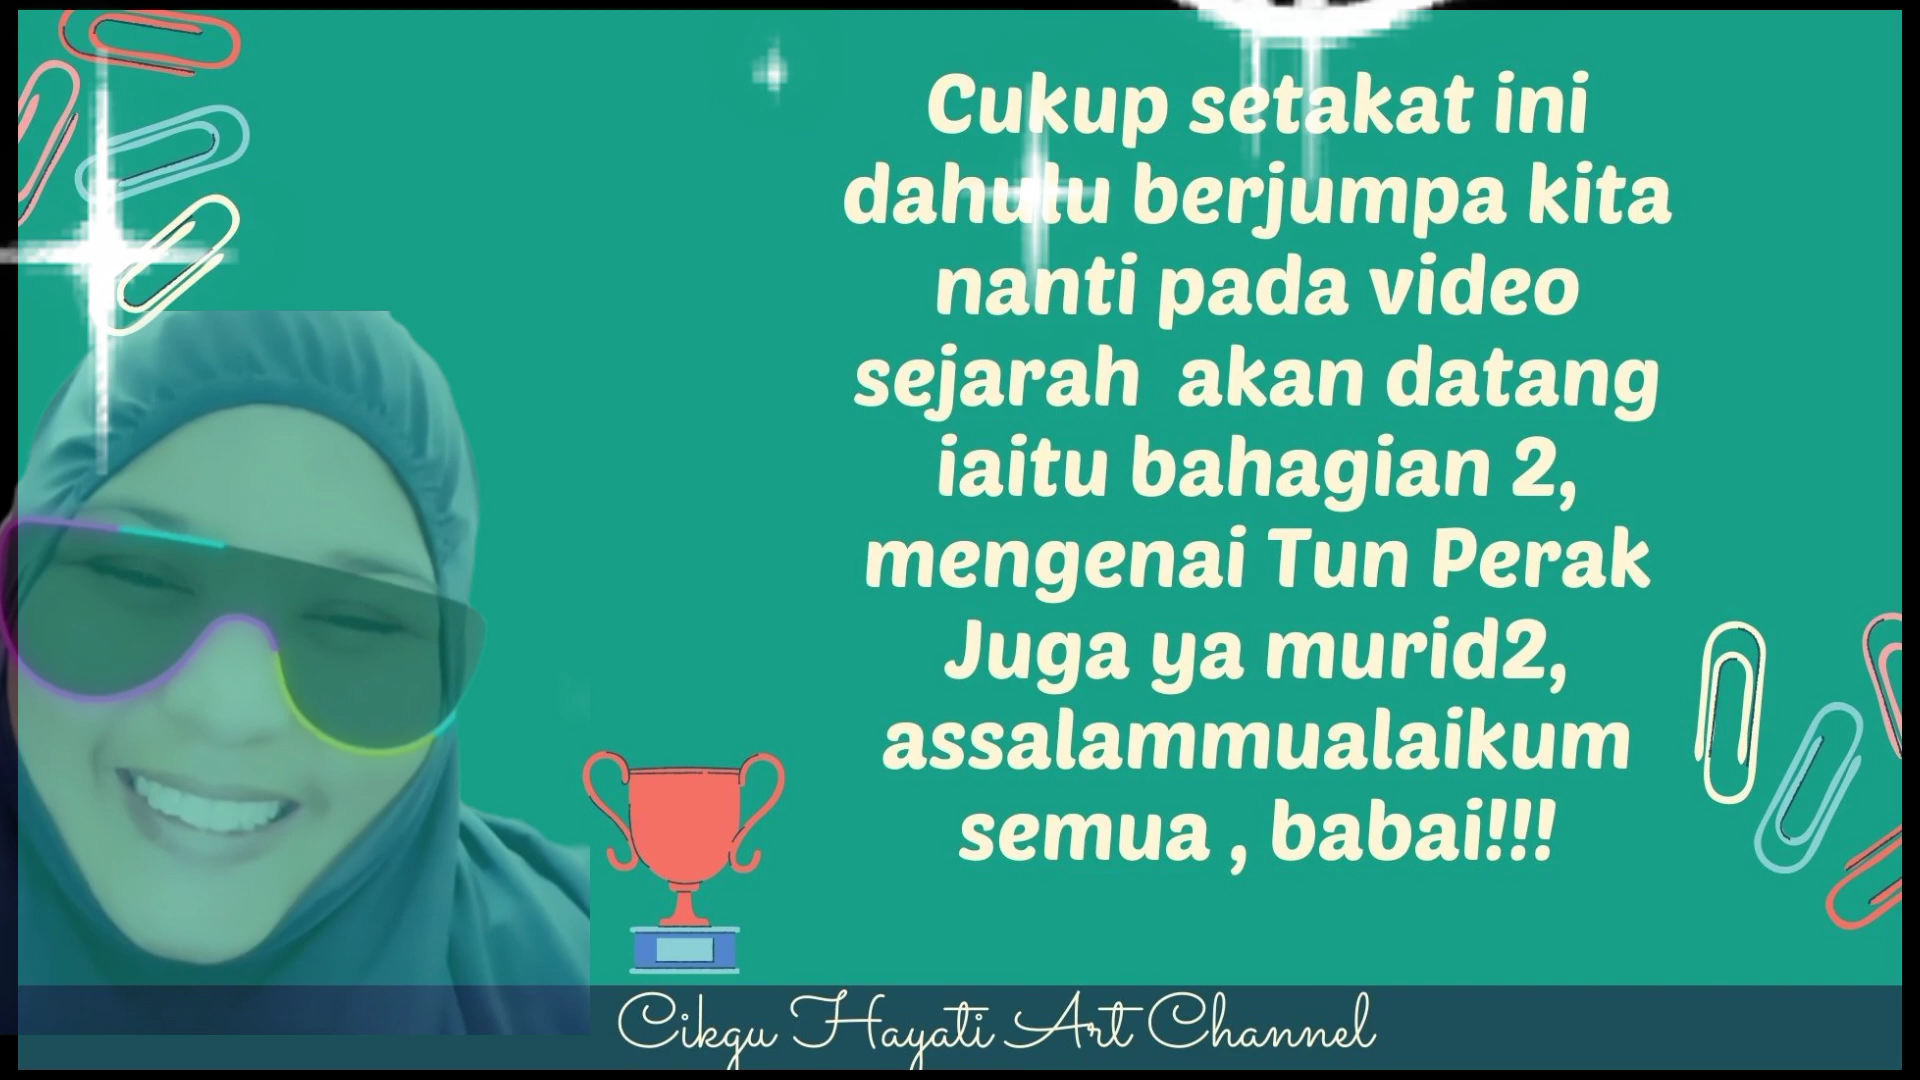 Cukup setakat ini
dahulu berjumpa kita
nanti pada video
sejarah akan datang
iaitu bahagian 2,
mengenai Tun Perak
Juga ya murid2,
assalammualaikum
semua , babai!!!
Cikgu Hayati Art Channel